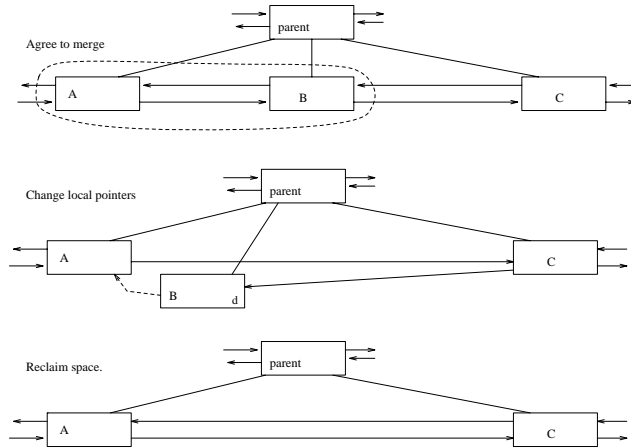 parent
Agree to merge
A
B
C
parent
Change local pointers
A
C
B d
parent
Reclaim space.
A
C